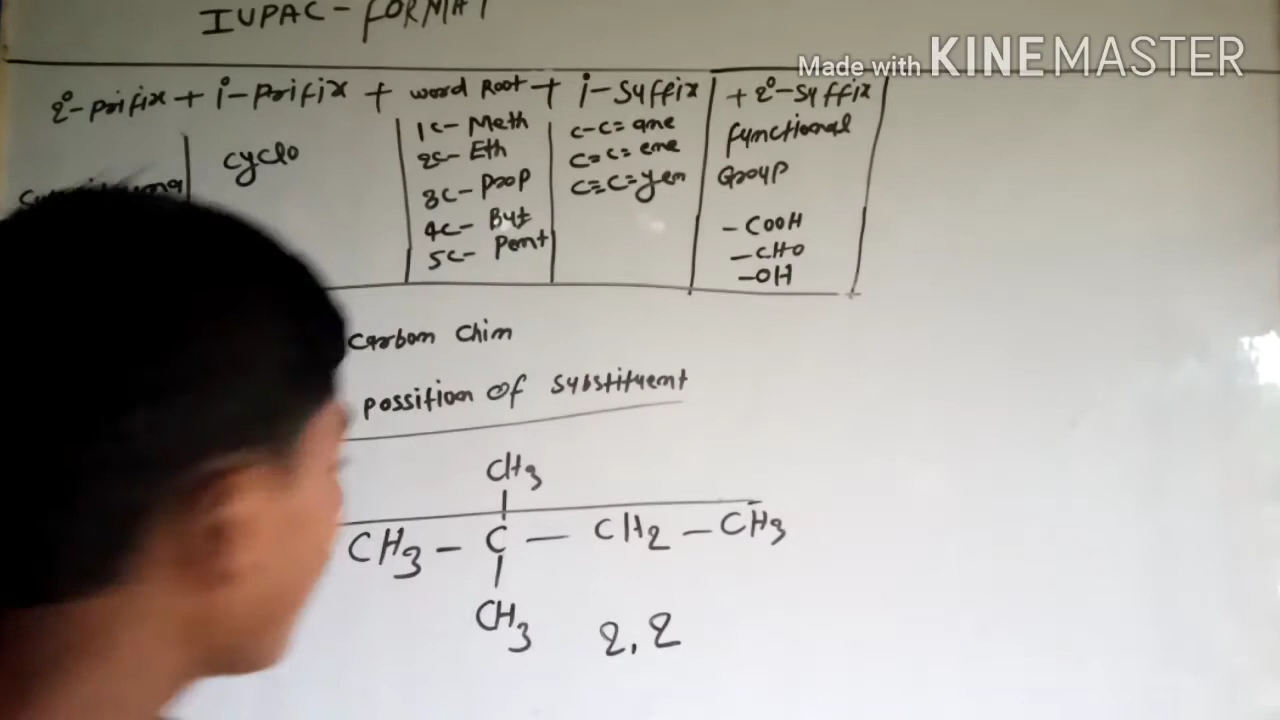 IUPAC - FORMAT
Made with KINEMASTER
2°-prifix + 1°-prifix + word Root + 1°-Suffix + 2°-Syffix
cyclo
1c- Meth
2c- Eth
3c- Prop
4c- But
5c- Pent
c-c= ane
c=c= ene
c≡c= yen
functional
Group
- COOH
- CHO
- OH
carbon chin
possition of substituent
CH3
CH3 - C - CH2 - CH3
CH3
2,2